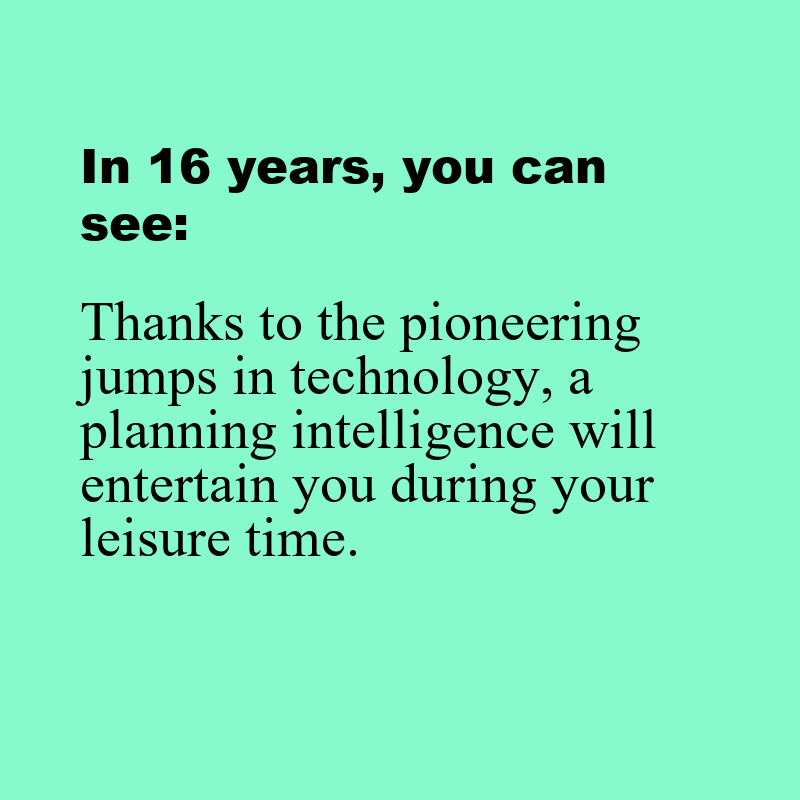 In 16 years, you can
see:
Thanks to the pioneering
jumps in technology, a
planning intelligence will
entertain you during your
leisure time.